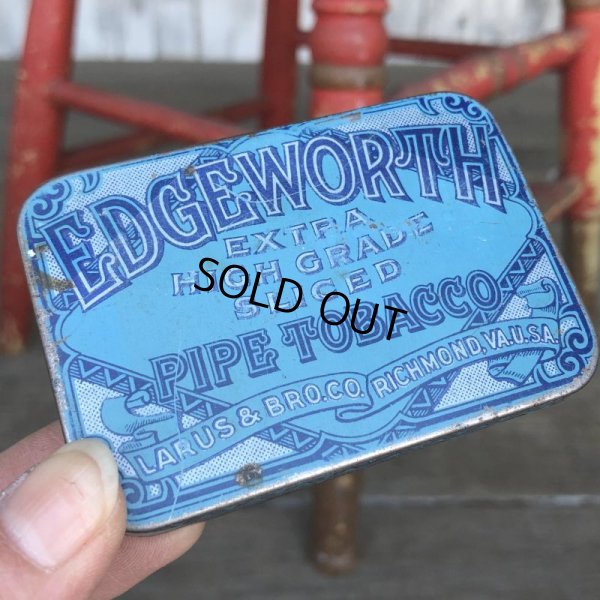 EDGEWORTH
EXTRA
HIGH GRADE
SLICED
SOLD OUT
PIPE TOBACCO
LARUS & BRO.CO. RICHMOND, VA.U.S.A.